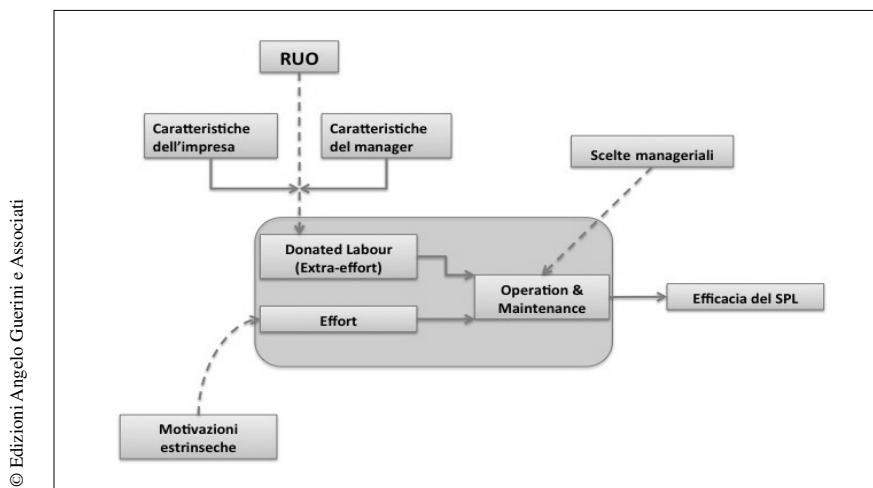 RUO
Caratteristiche
dell'impresa
Caratteristiche
del manager
Scelte manageriali
Donated Labour
(Extra-effort)
Operation &
Maintenance
Efficacia del SPL
Effort
Motivazioni
estrinseche
© Edizioni Angelo Guerini e Associati